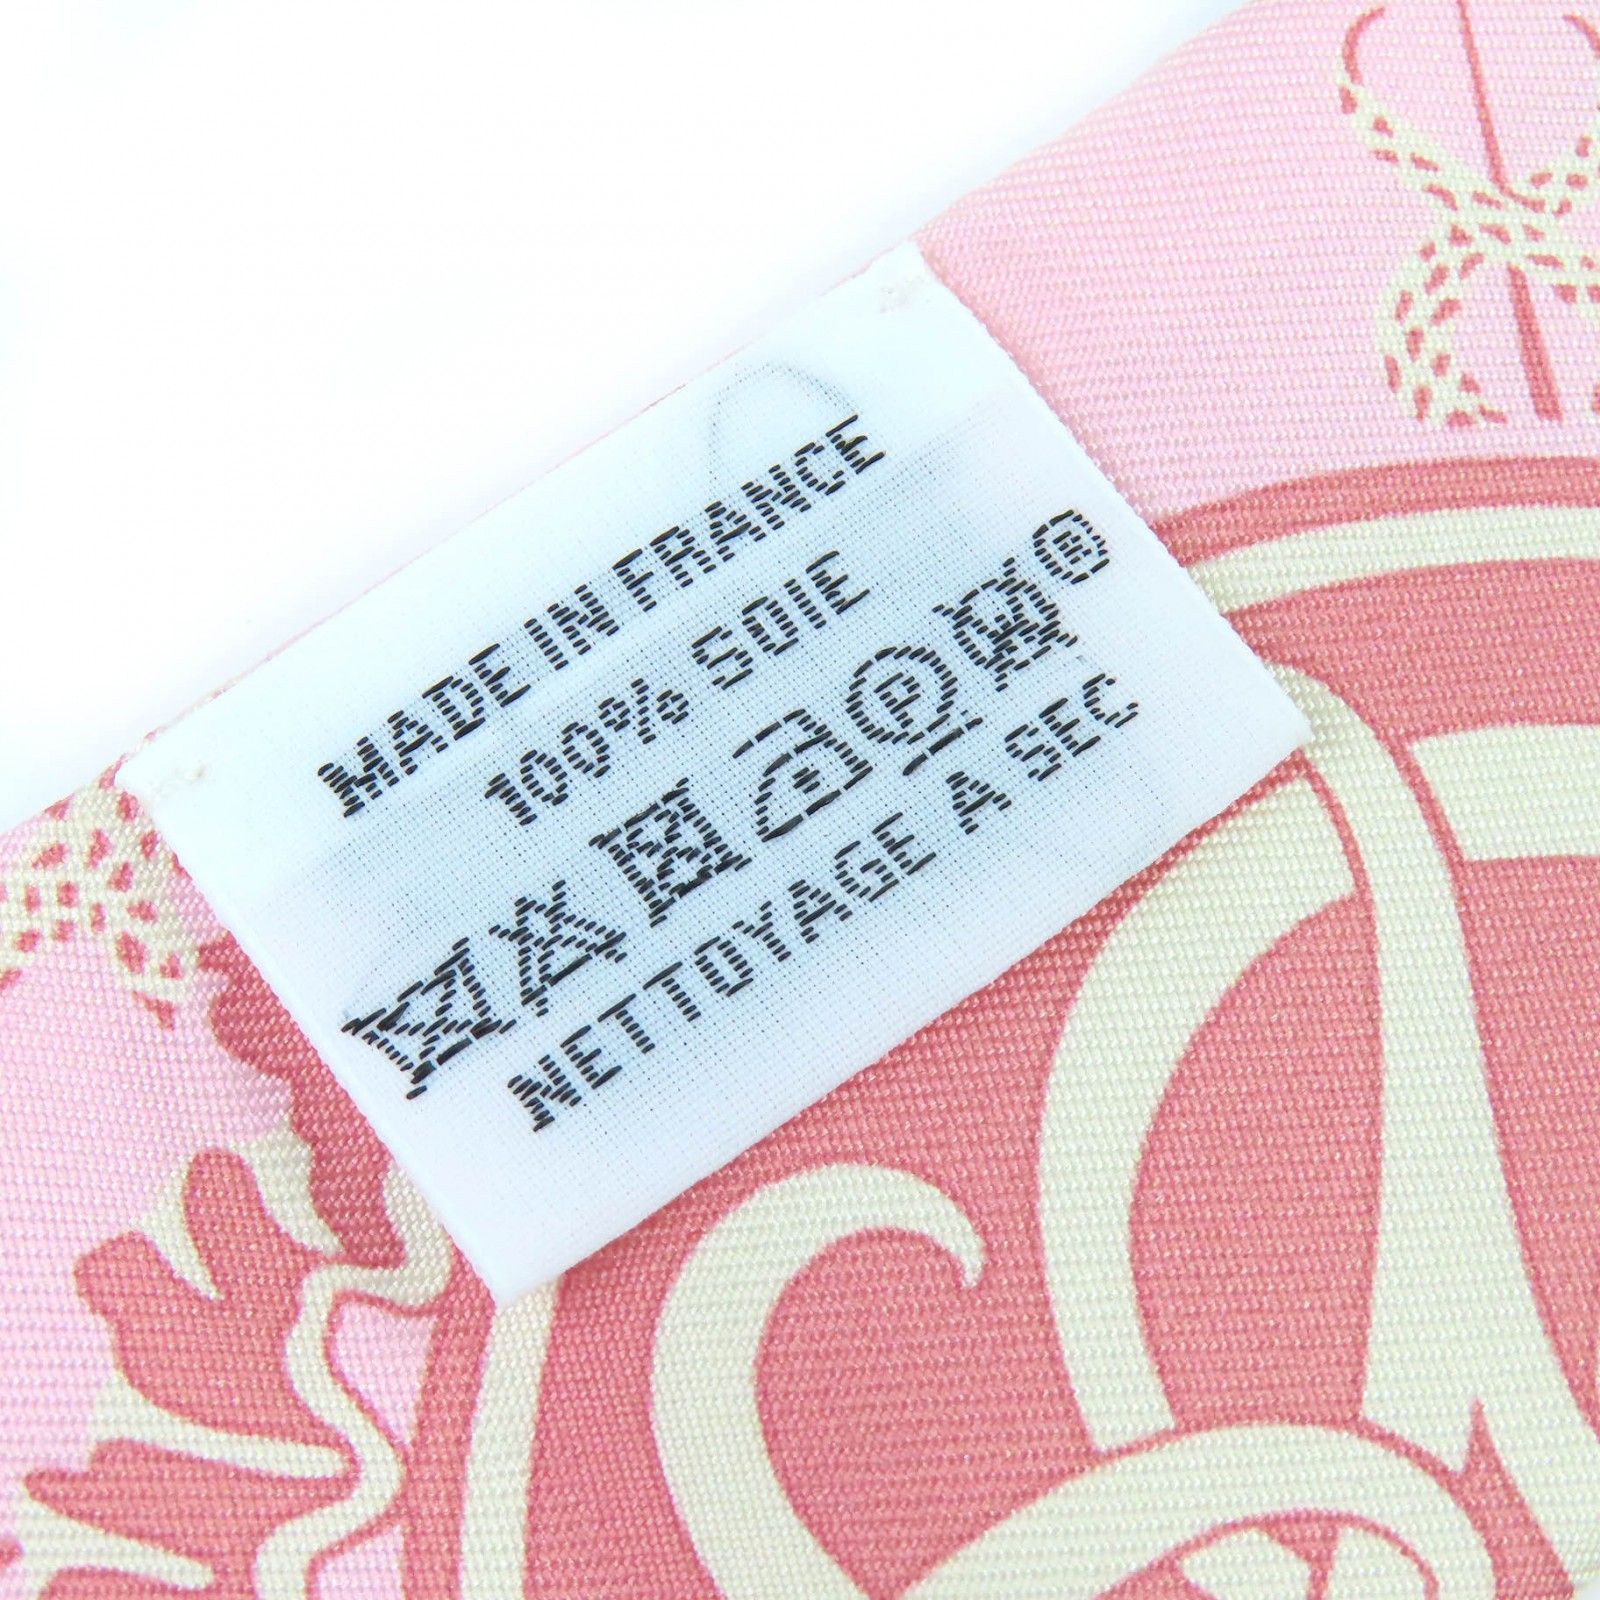 MADE IN FRANCE
100% SOIE
®
NETTOYAGE A SEC